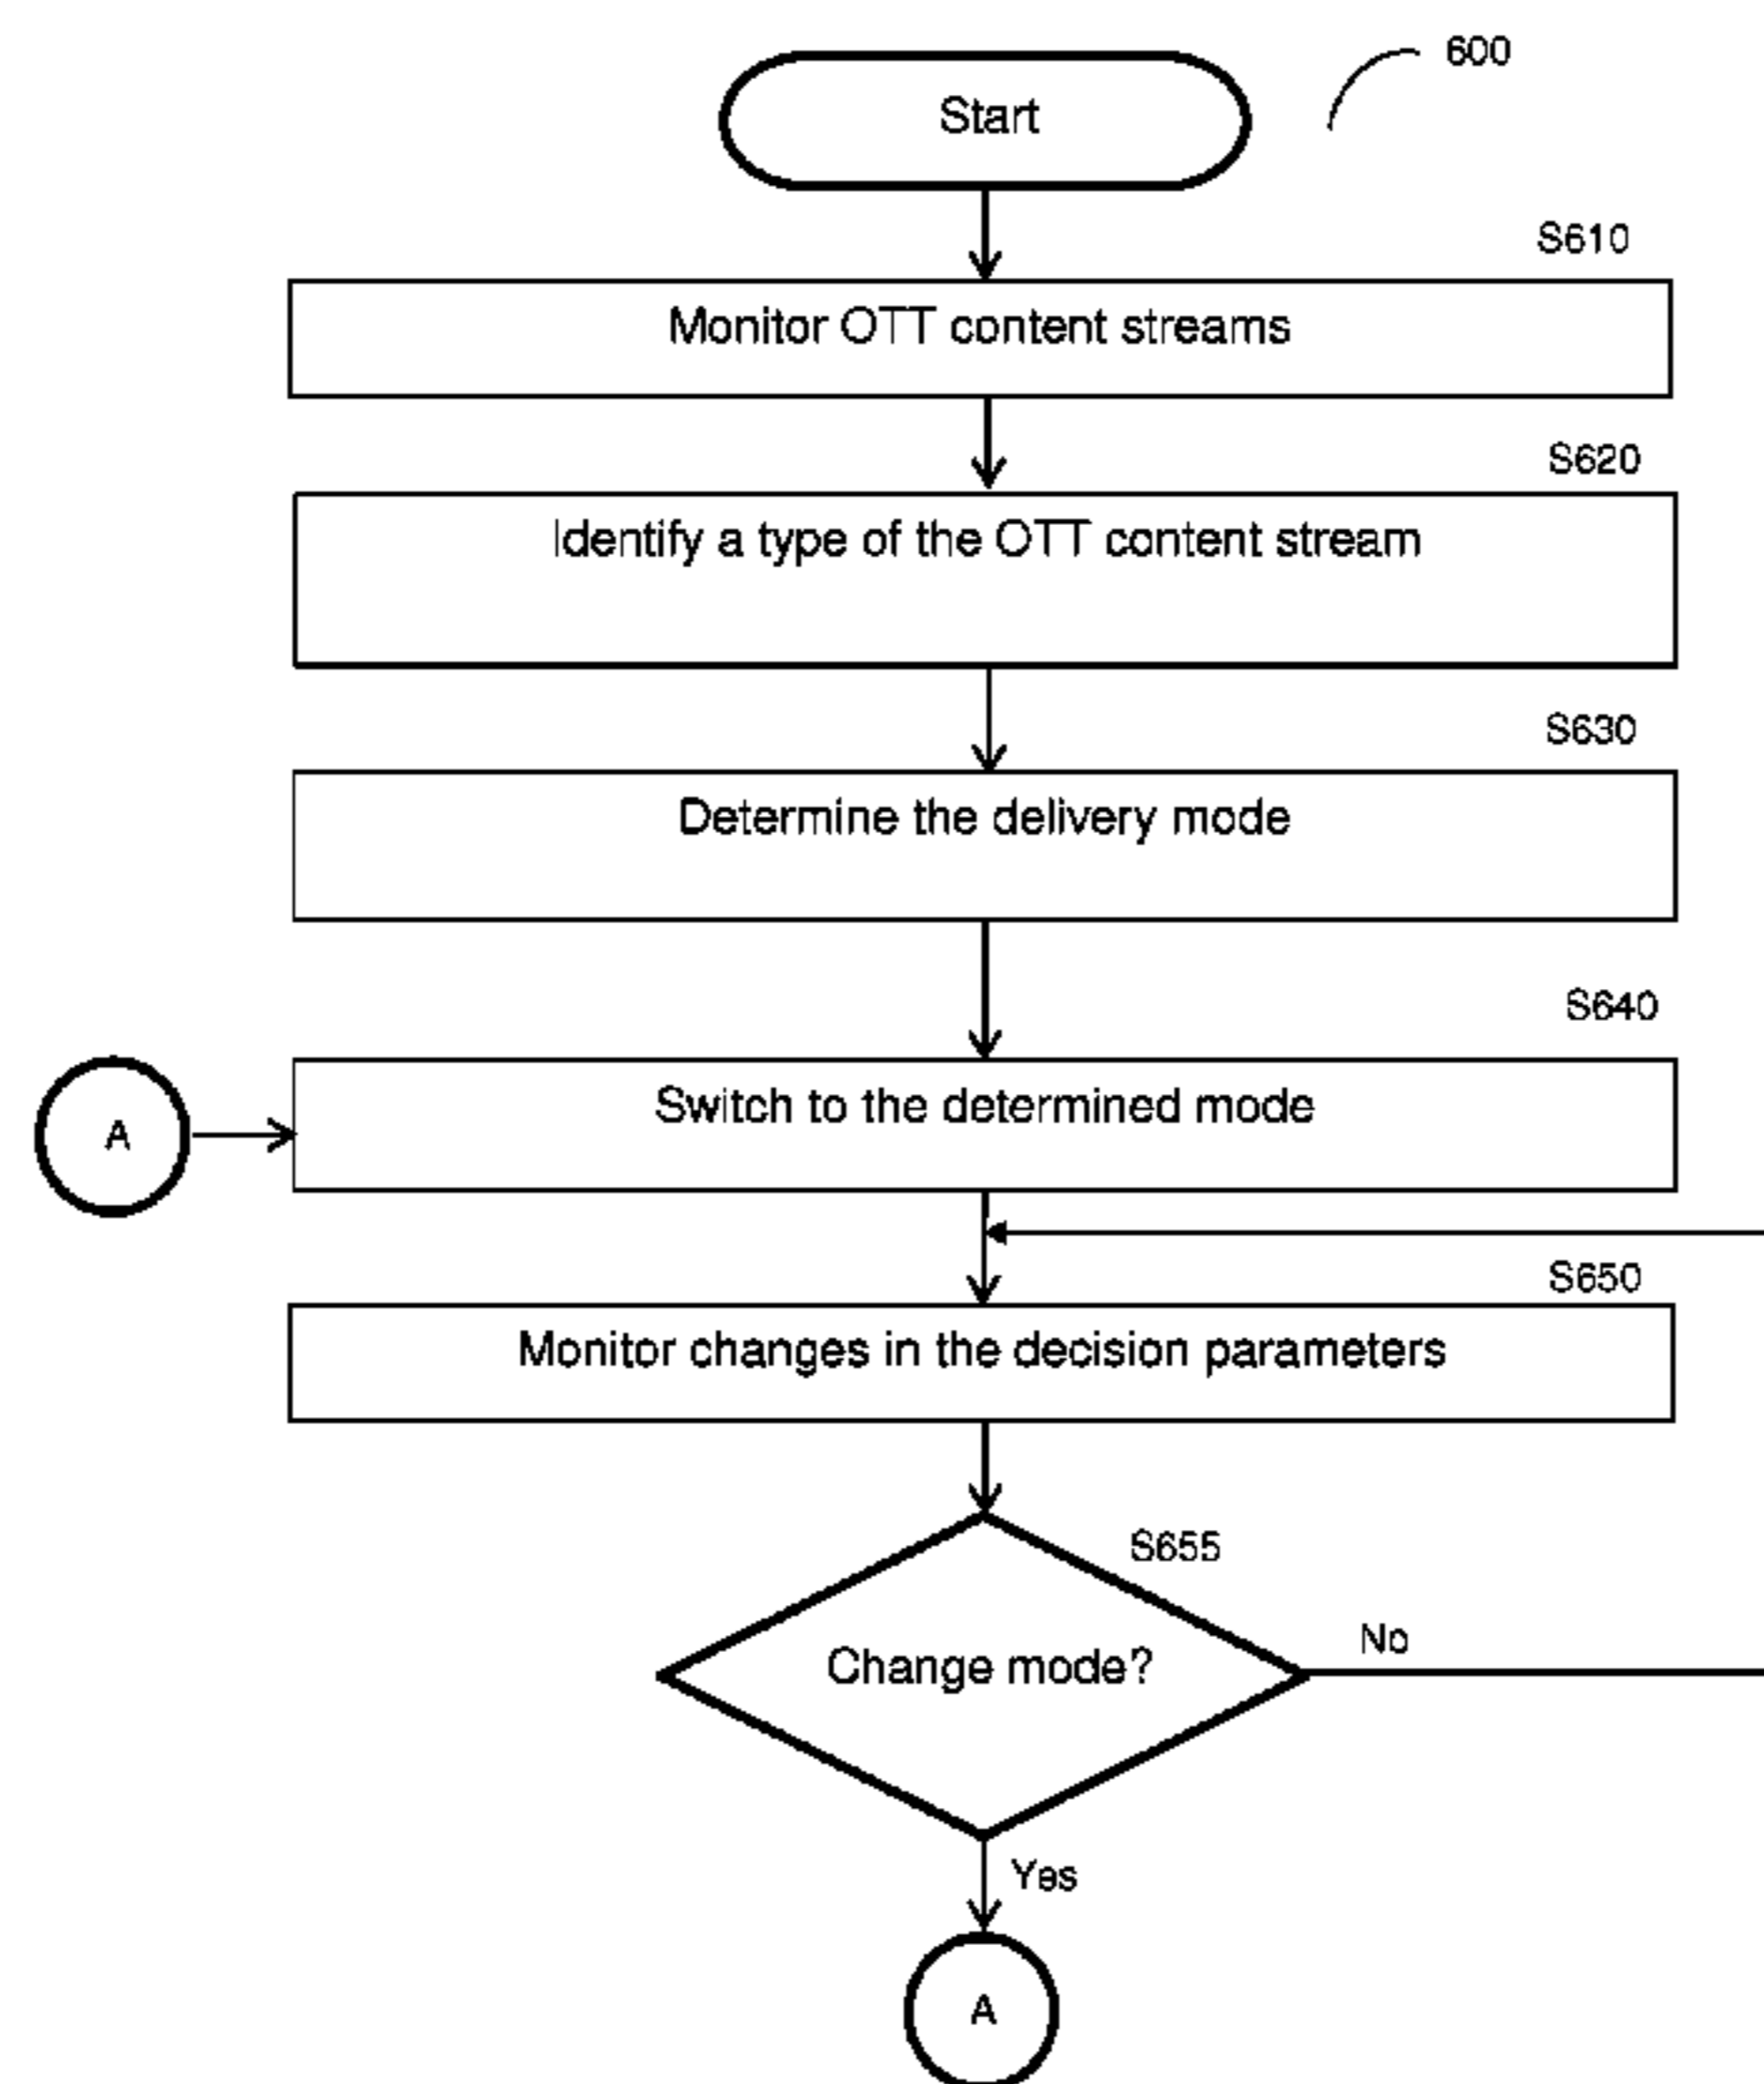 600
Start
S610
Monitor OTT content streams
S620
Identify a type of the OTT content stream
S630
Determine the delivery mode
S640
A
Switch to the determined mode
S650
Monitor changes in the decision parameters
S655
Change mode?
No
Yes
A